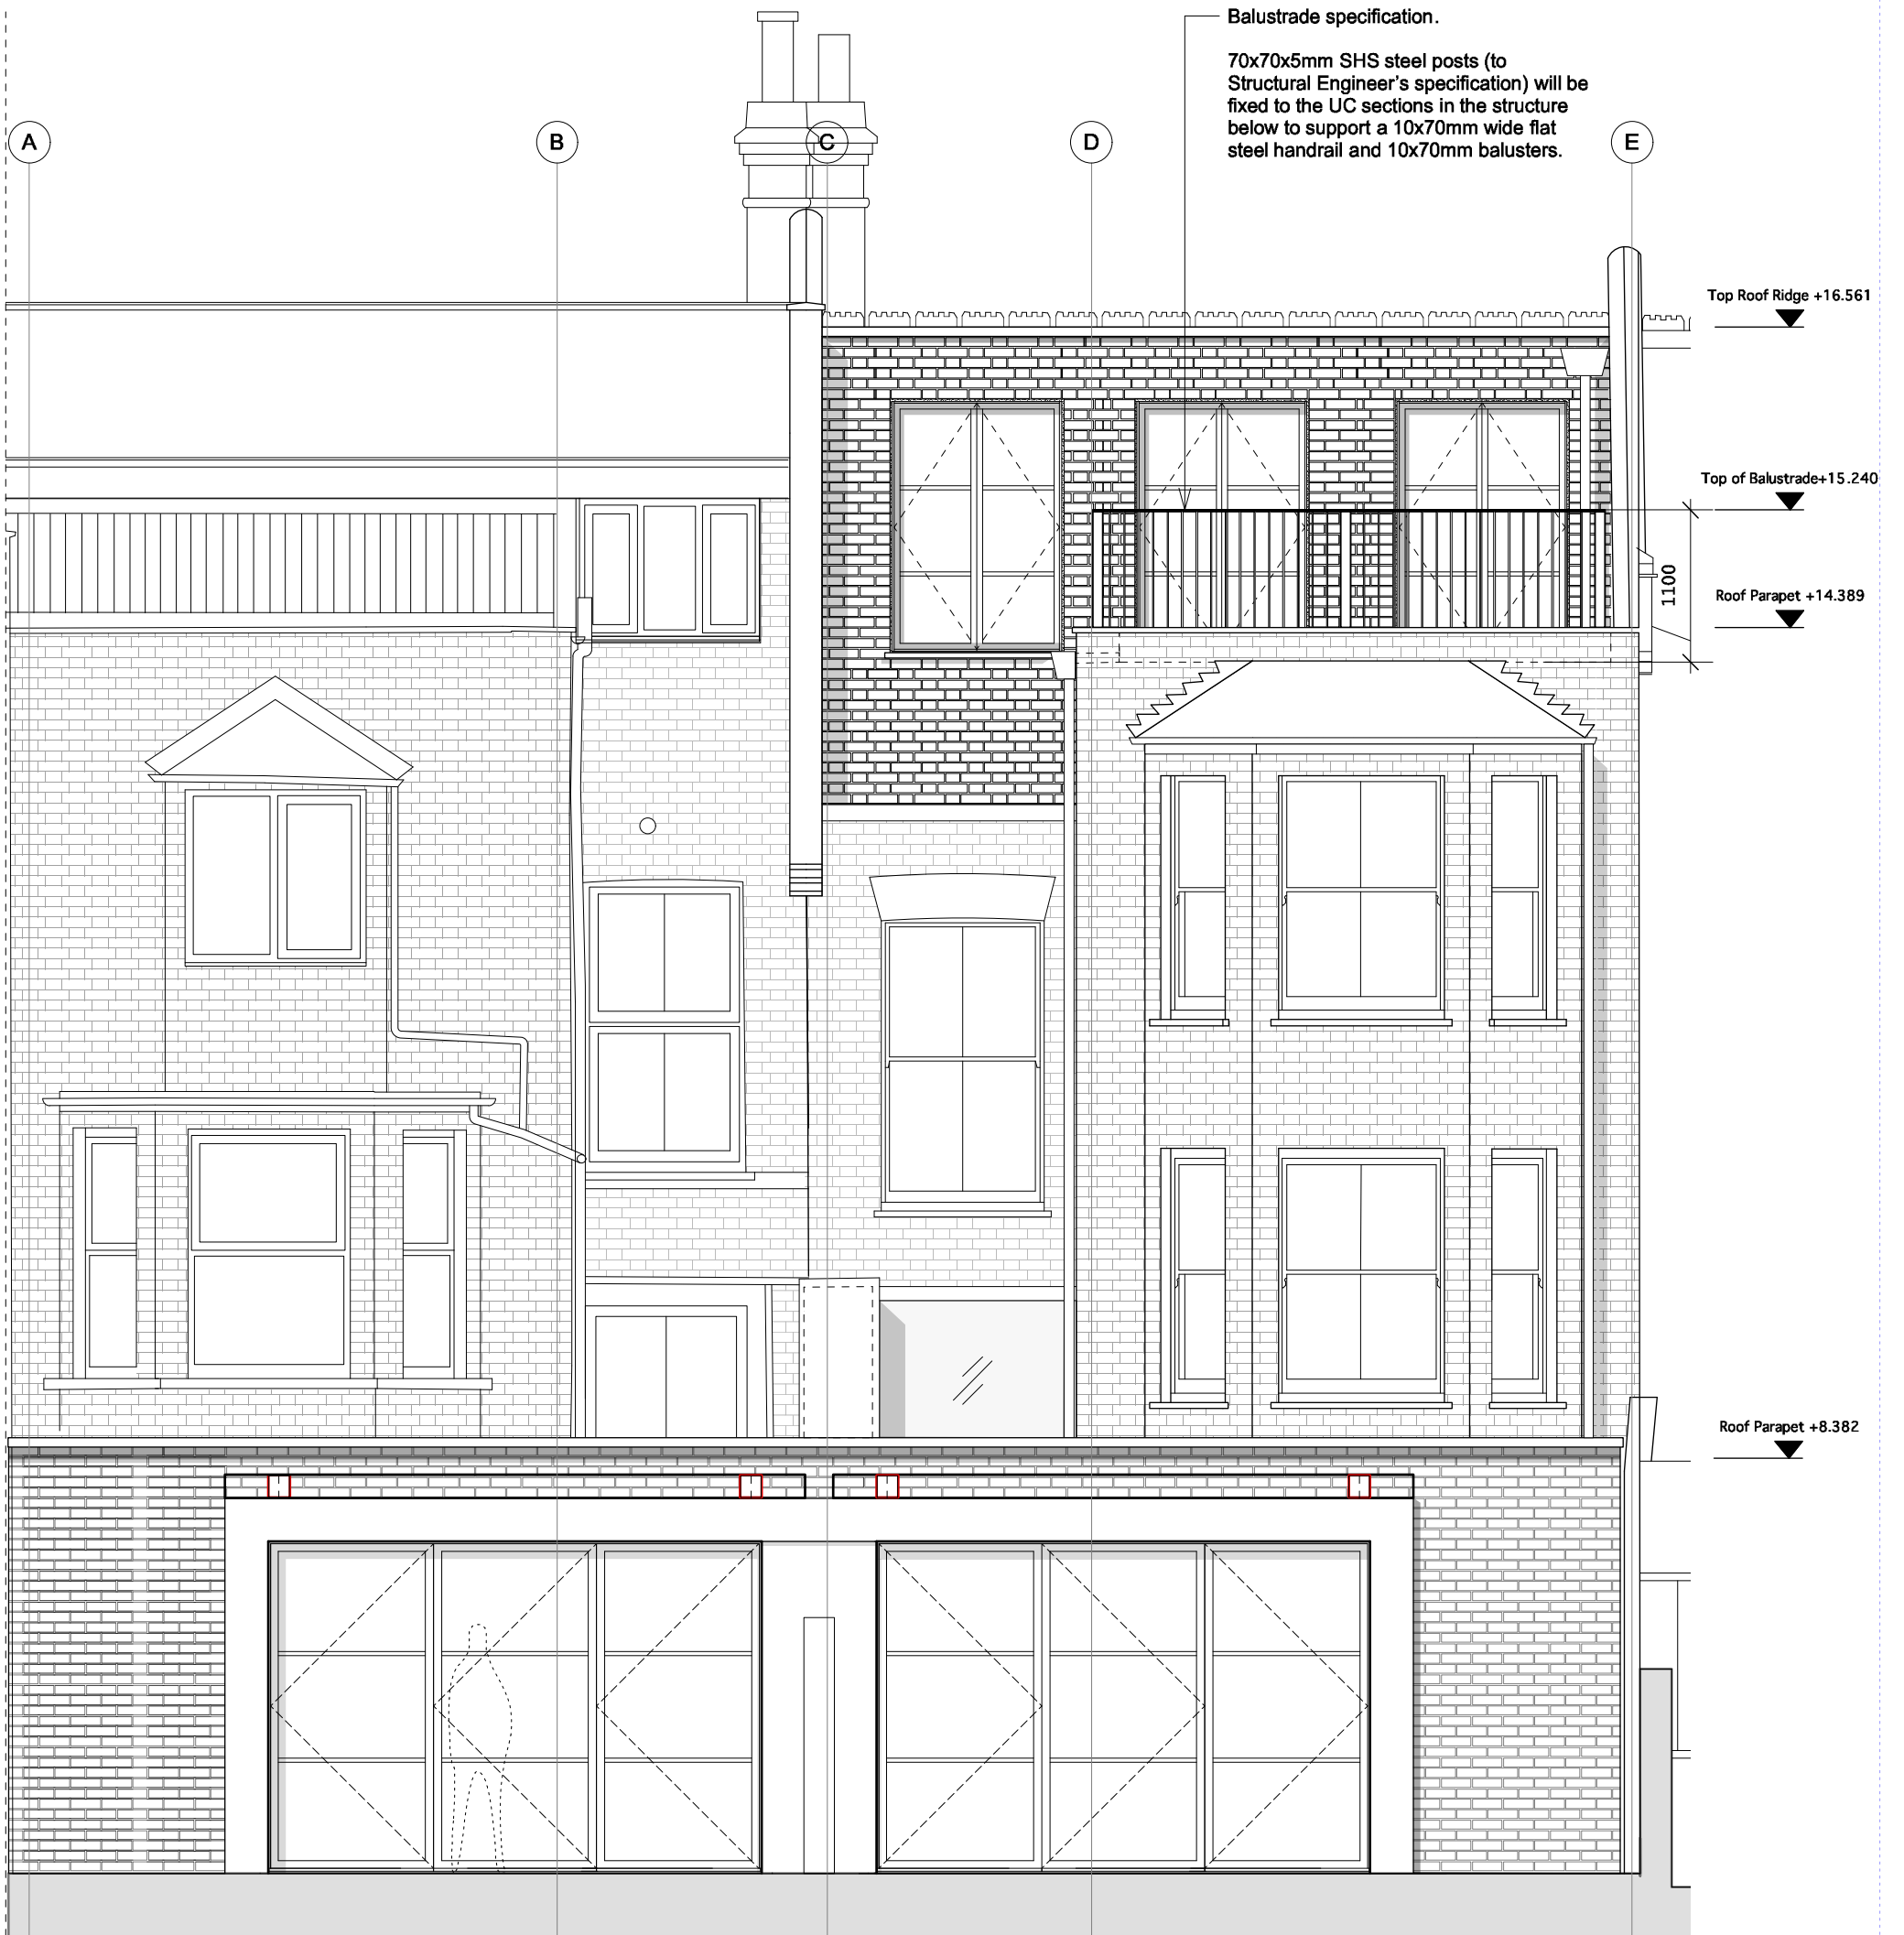 Balustrade specification.
70x70x5mm SHS steel posts (to
Structural Engineer's specification) will be
fixed to the UC sections in the structure
below to support a 10x70mm wide flat
steel handrail and 10x70mm balusters.
A
B
C
D
E
Top Roof Ridge +16.561
Top of Balustrade+15.240
1100
Roof Parapet +14.389
Roof Parapet +8.382